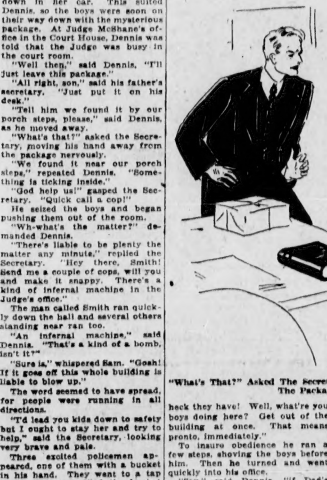 down in her car. This suited
Dennis, so the boys were soon on
their way down with the mysterious
package. At Judge McShane's of-
fice in the Court House, Dennis was
told that the Judge was busy in
the court room.
"Well then," said Dennis, "I'll
just leave this package."
"All right, son," said his father's
secretary. "Just put it on his
desk."
"Tell him we found it by our
porch steps, please," said Dennis,
as he moved away.
"What's that?" asked the Secre-
tary, moving his hand away from
the package nervously.
"We found it near our porch
steps," repeated Dennis. "Some-
thing is ticking inside."
"God help us!" gasped the Sec-
retary. "Quick call a cop!"
He seized the boys and began
pushing them out of the room.
"Wh-what's the matter?" de-
manded Dennis.
"There's liable to be plenty the
matter any minute," replied the
Secretary. "Hey there, Smith!
Send me a couple of cops, will you
and make it snappy. There's a
kind of infernal machine in the
Judge's office."
The man called Smith ran quick-
ly down the hall and several others
standing near ran too.
"An infernal machine," said
Dennis. "That's a kind of a bomb,
isn't it?"
"Sure is," whispered Sam. "Gosh!
If it goes off this whole building is
liable to blow up."
The word seemed to have spread,
for people were running in all
directions.
"I'd lead you kids down to safety
but I ought to stay here and try to
help," said the Secretary, looking
very brave and pale.
Three excited policemen ap-
peared, one of them with a bucket
in his hand. They went to a tap
"What's That?" Asked The Secre
The Packa
heck they have! Well, what're you
boys doing here? Get out of the
building at once. That means
pronto, immediately."
To insure obedience he ran a
few steps, shoving the boys before
him. Then he turned and went
quickly into his office.